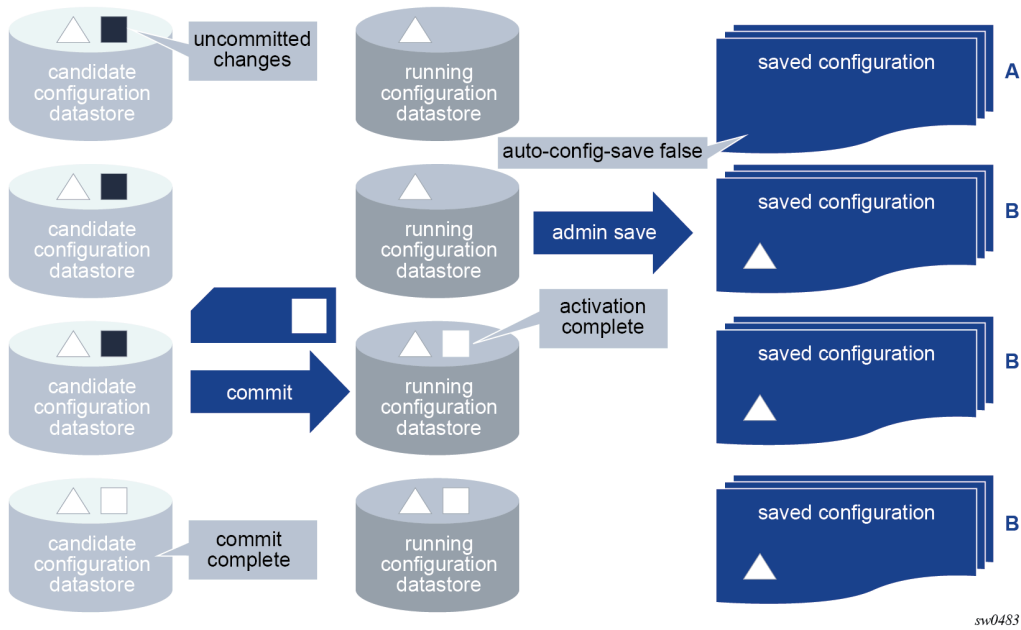 uncommitted
changes
candidate
configuration
datastore
running
configuration
datastore
saved configuration
A
auto-config-save false
candidate
configuration
datastore
running
configuration
datastore
admin save
saved configuration
B
activation
complete
candidate
configuration
datastore
commit
running
configuration
datastore
saved configuration
B
candidate
configuration
datastore
commit
complete
running
configuration
datastore
saved configuration
B
sw0483